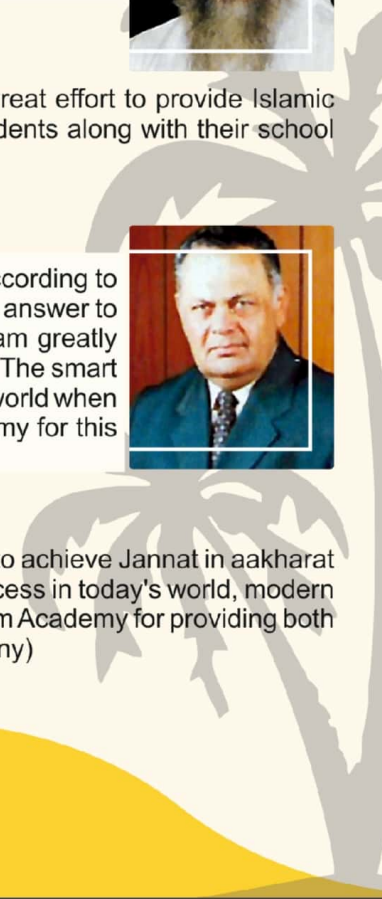 reat effort to provide Islamic
dents along with their school
ccording to
answer to
am greatly
The smart
world when
my for this
to achieve Jannat in aakharat
cess in today's world, modern
m Academy for providing both
ny)